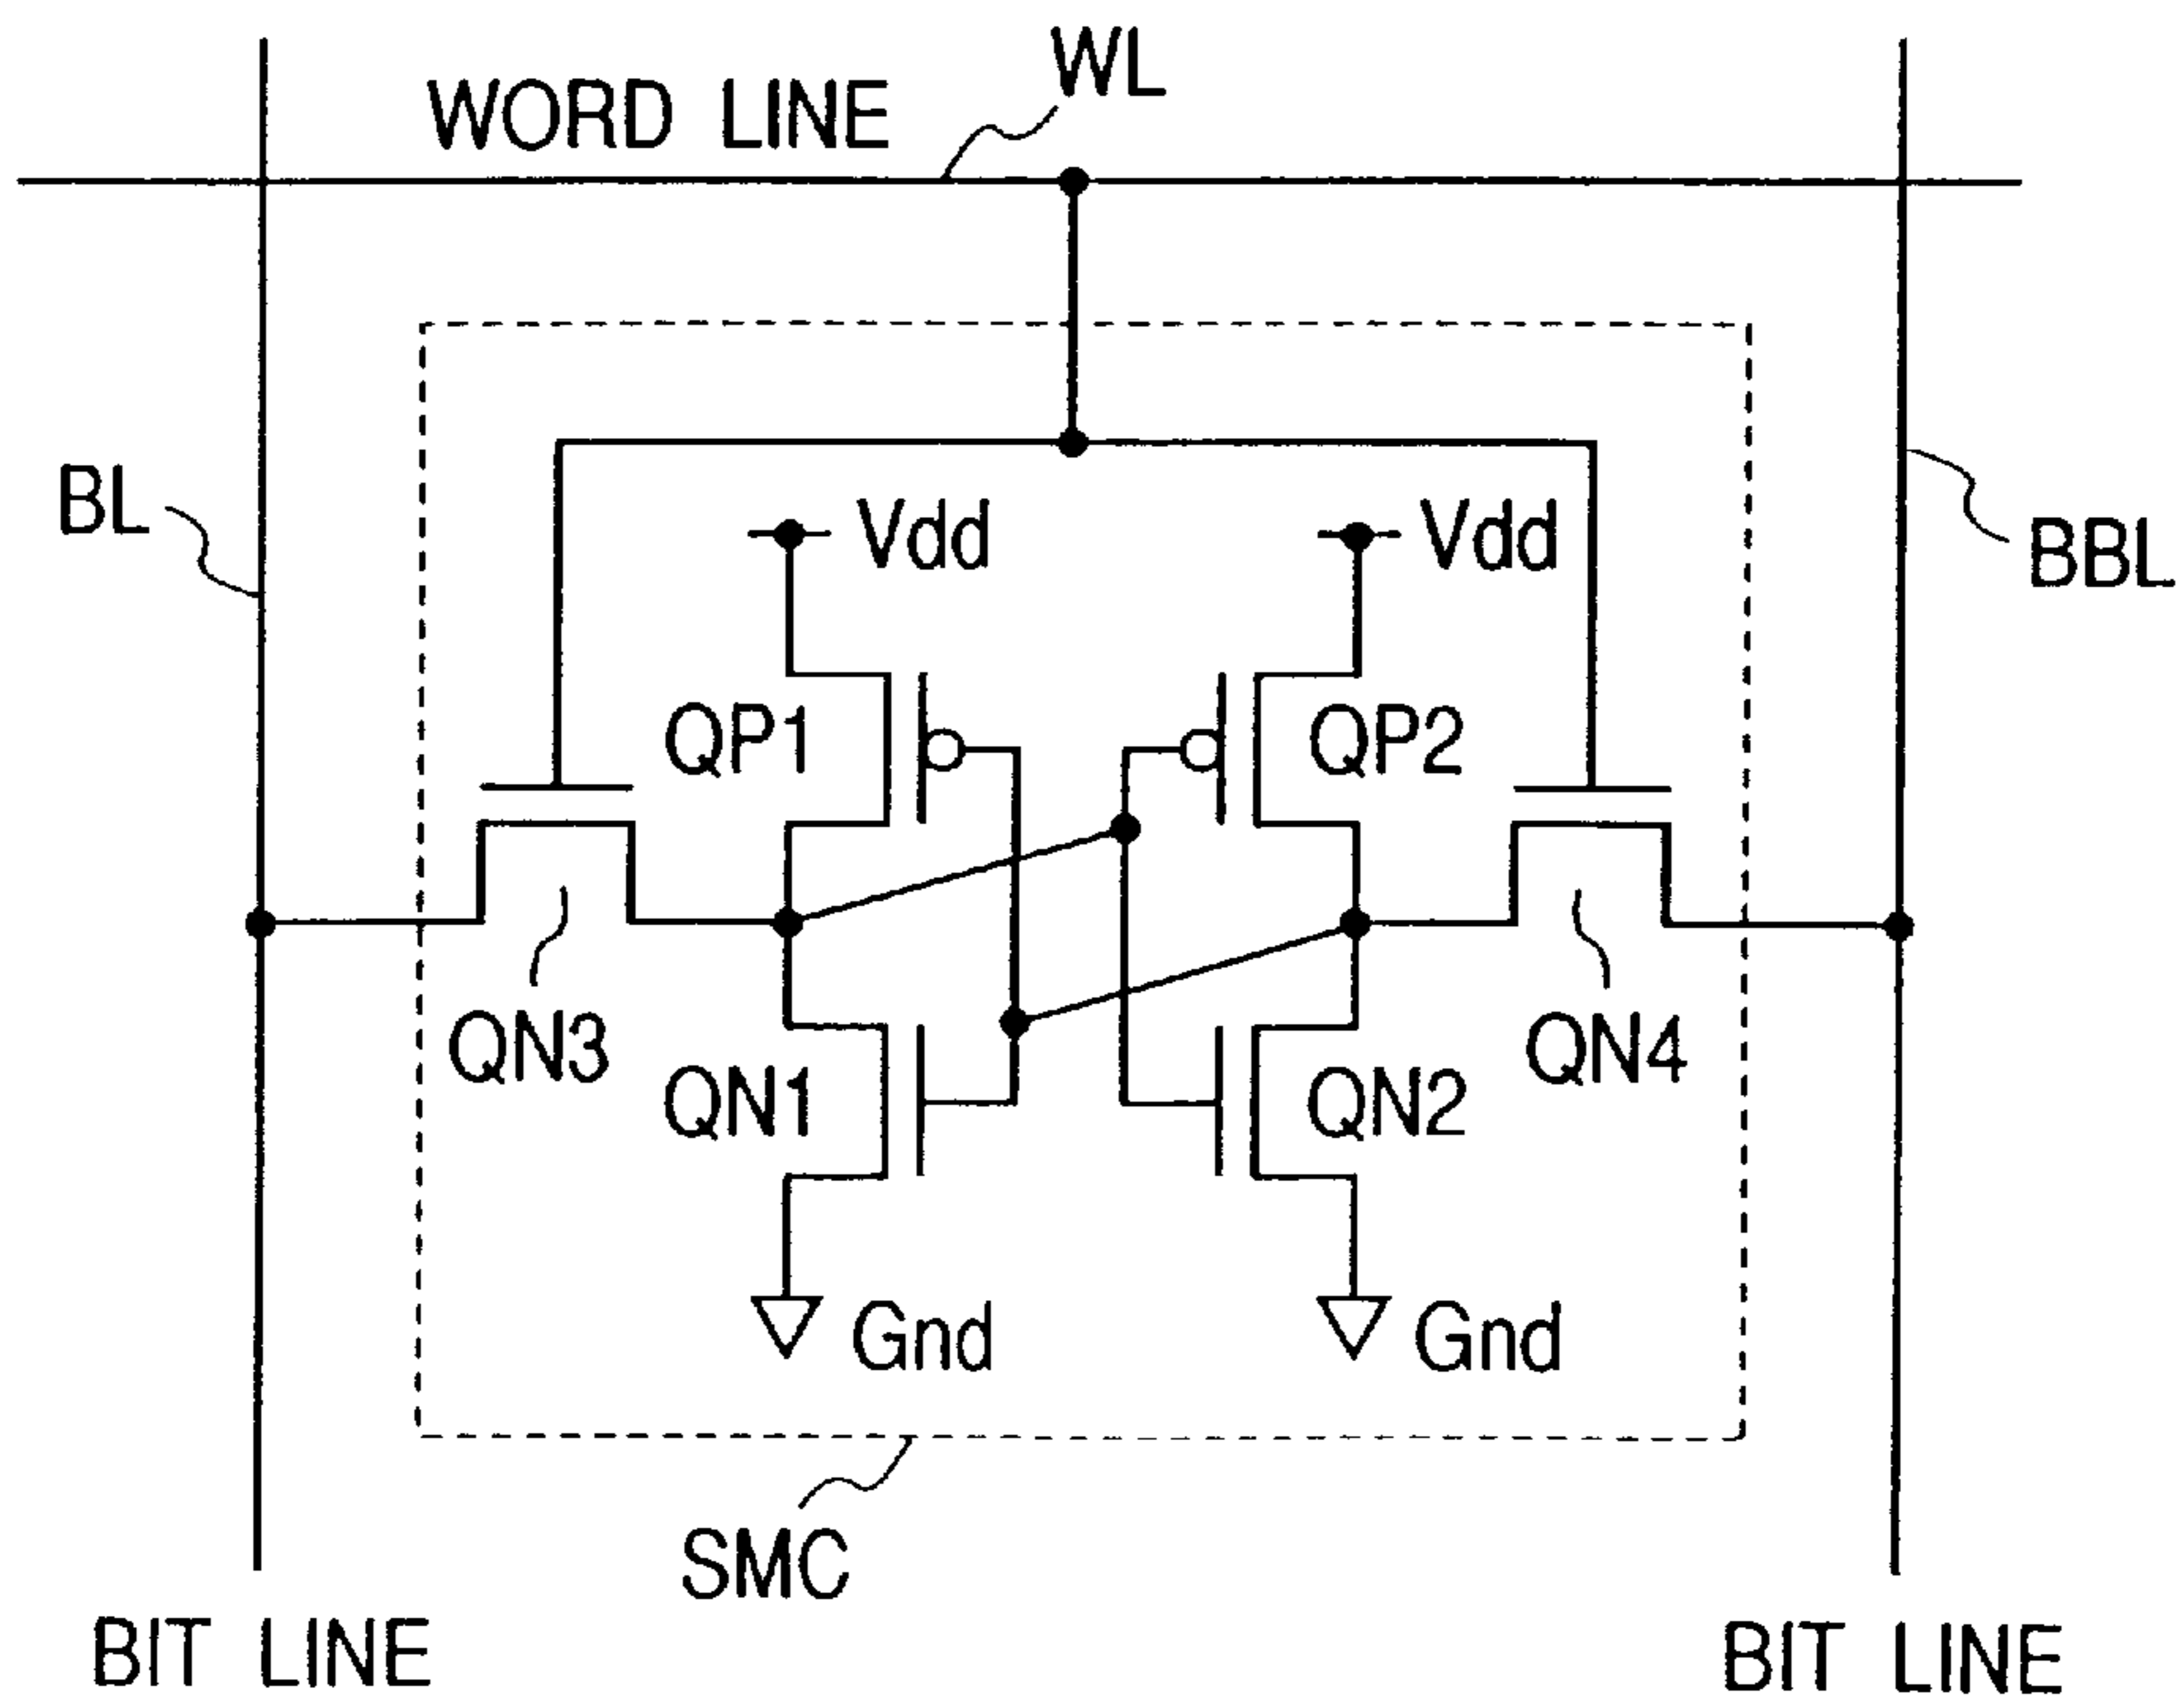 WL
WORD LINE
BL
Vdd
Vdd
BBL
QP1
QP2
QN3
QN1
QN2
QN4
Gnd
Gnd
SMC
BIT LINE
BIT LINE